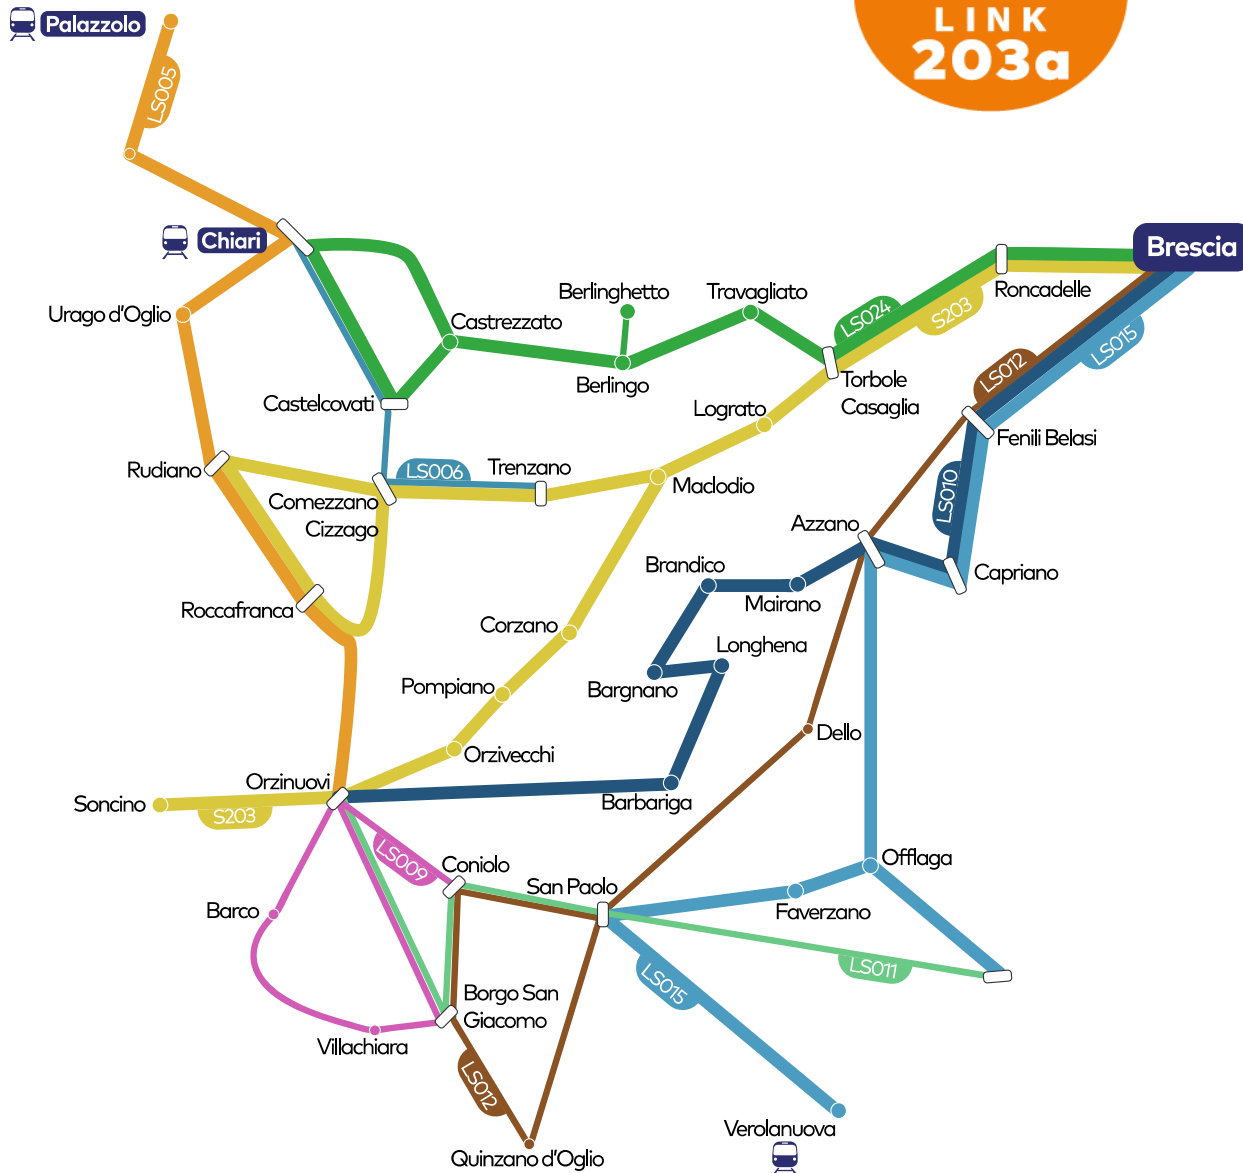 Palazzolo
LINK
203a
LS005
Chiari
Brescia
Urago d'Oglio
Berlinghetto
Travagliato
Roncadelle
Castrezzato
LS024
S203
LS015
Berlingo
LS012
Torbole
Casaglia
Castelcovati
Lograto
Fenili Belasi
Rudiano
LS006
Trenzano
Maclodio
Comezzano
Cizzago
LS010
Azzano
Roccafranca
Brandico
Mairano
Capriano
Corzano
Longhena
Pompiano
Bargnano
Dello
Orzivecchi
Orzinuovi
Soncino
S203
Barbariga
LS009
Coniolo
San Paolo
Offlaga
Barco
Faverzano
LS011
LS015
Borgo San
Giacomo
Villachiara
LS012
Verolanuova
Quinzano d'Oglio